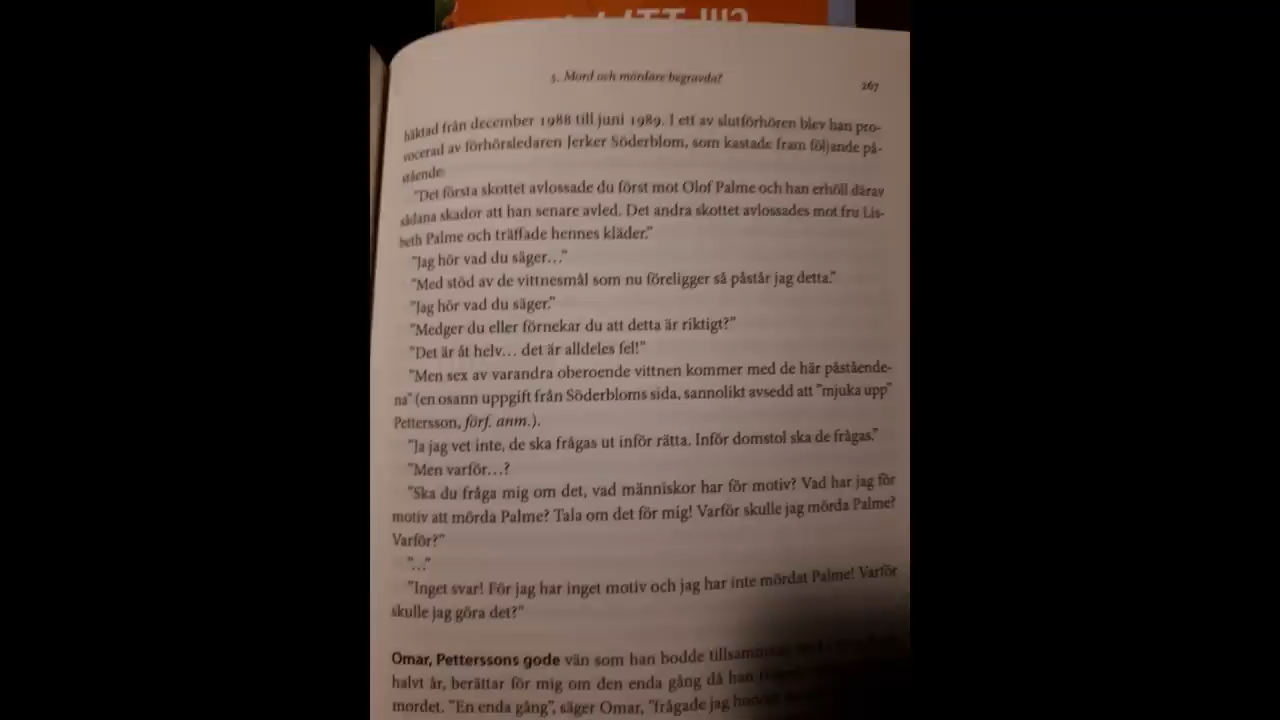 5. Mord och mördare begravda?
267
häktad från december 1988 till juni 1989. I ett av slutförhören blev han pro-
vocerad av förhörsledaren Jerker Söderblom, som kastade fram följande på-
stående:
"Det första skottet avlossade du först mot Olof Palme och han erhöll därav
sådana skador att han senare avled. Det andra skottet avlossades mot fru Lis-
beth Palme och träffade hennes kläder."
"Jag hör vad du säger…"
"Med stöd av de vittnesmål som nu föreligger så påstår jag detta."
"Jag hör vad du säger."
"Medger du eller förnekar du att detta är riktigt?"
"Det är åt helv… det är alldeles fel!"
"Men sex av varandra oberoende vittnen kommer med de här påstående-
na" (en osann uppgift från Söderbloms sida, sannolikt avsedd att "mjuka upp"
Pettersson, förf. anm.).
"Ja jag vet inte, de ska frågas ut inför rätta. Inför domstol ska de frågas."
"Men varför…?
"Ska du fråga mig om det, vad människor har för motiv? Vad har jag för
motiv att mörda Palme? Tala om det för mig! Varför skulle jag mörda Palme?
Varför?"
"…"
"Inget svar! För jag har inget motiv och jag har inte mördat Palme! Varför
skulle jag göra det?"
Omar, Petterssons gode vän som han bodde tillsammans
halvt år, berättar för mig om den enda gång då han
mordet. "En enda gång", säger Omar, "frågade jag